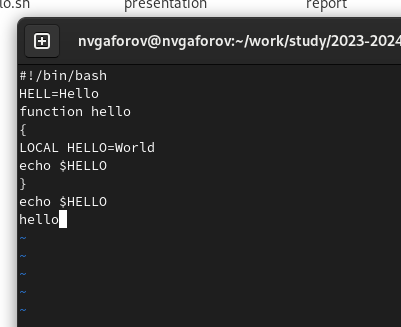 lo.sh presentation report
nvgaforov@nvgaforov:~/work/study/2023-2024
#!/bin/bash
HELL=Hello
function hello
{
LOCAL HELLO=World
echo $HELLO
}
echo $HELLO
hello
~
~
~
~
~